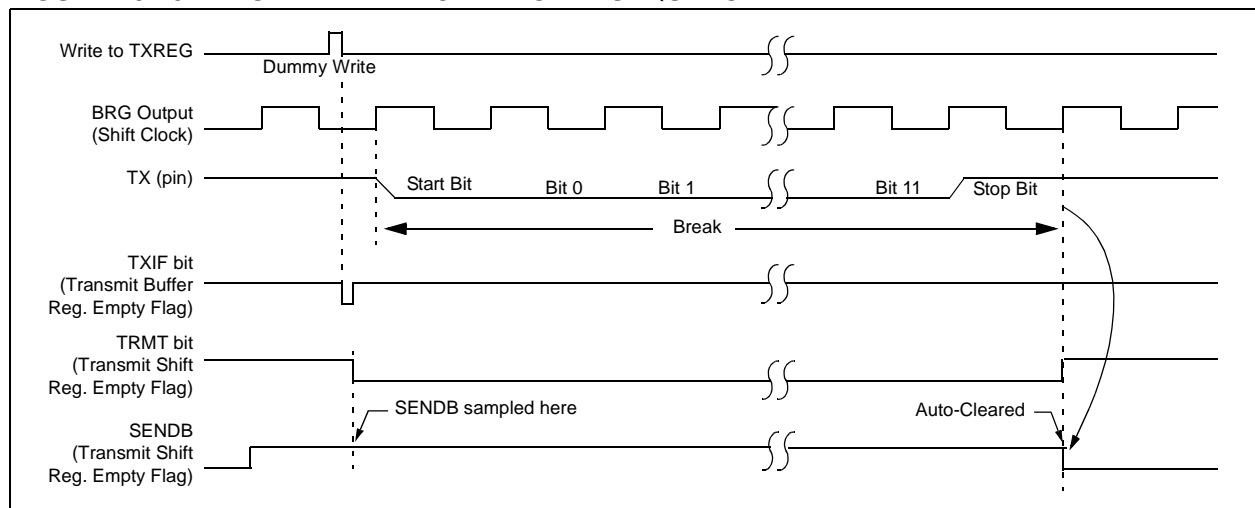 Write to TXREG
Dummy Write
BRG Output
(Shift Clock)
TX (pin)
Start Bit
Bit 0
Bit 1
Bit 11
Stop Bit
Break
TXIF bit
(Transmit Buffer
Reg. Empty Flag)
TRMT bit
(Transmit Shift
Reg. Empty Flag)
SENDB sampled here
Auto-Cleared
SENDB
(Transmit Shift
Reg. Empty Flag)